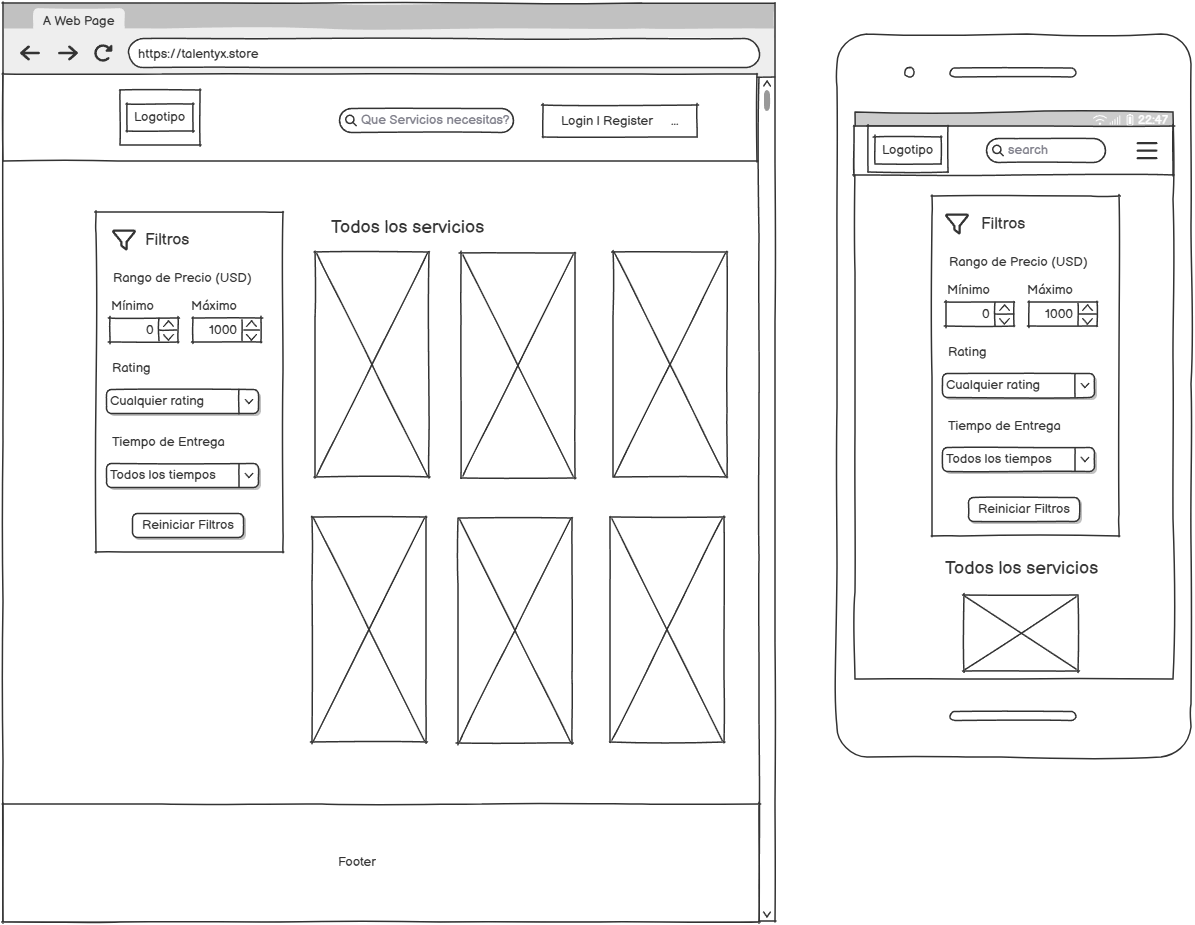 A Web Page
https://talentyx.store
Logotipo
Que Servicios necesitas?
Login | Register ...
Filtros
Rango de Precio (USD)
Mínimo Máximo
0 1000
Rating
Cualquier rating
Tiempo de Entrega
Todos los tiempos
Reiniciar Filtros
Todos los servicios
Footer
22:47
Logotipo
search
Filtros
Rango de Precio (USD)
Mínimo Máximo
0 1000
Rating
Cualquier rating
Tiempo de Entrega
Todos los tiempos
Reiniciar Filtros
Todos los servicios